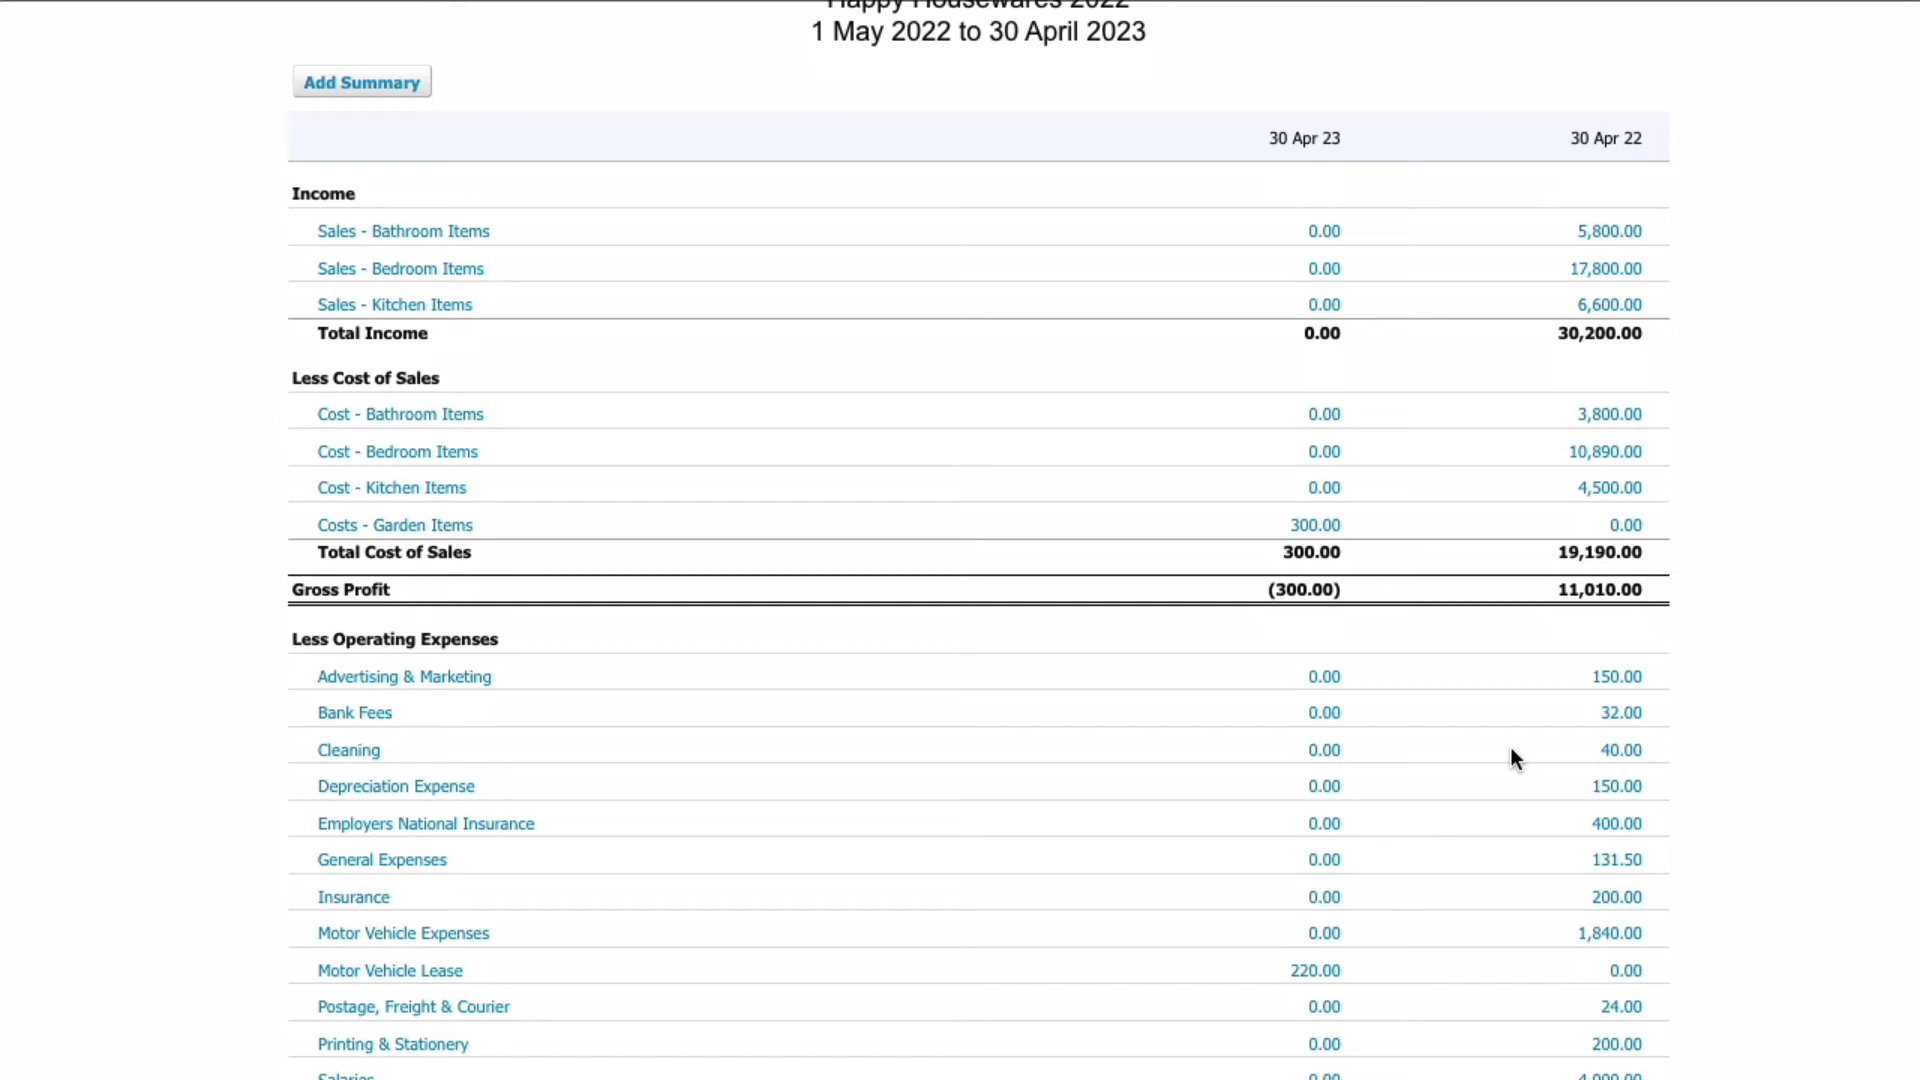 Happy Housewares 2022
1 May 2022 to 30 April 2023
Add Summary
30 Apr 23 30 Apr 22
Income
Sales - Bathroom Items 0.00 5,800.00
Sales - Bedroom Items 0.00 17,800.00
Sales - Kitchen Items 0.00 6,600.00
Total Income 0.00 30,200.00
Less Cost of Sales
Cost - Bathroom Items 0.00 3,800.00
Cost - Bedroom Items 0.00 10,890.00
Cost - Kitchen Items 0.00 4,500.00
Costs - Garden Items 300.00 0.00
Total Cost of Sales 300.00 19,190.00
Gross Profit (300.00) 11,010.00
Less Operating Expenses
Advertising & Marketing 0.00 150.00
Bank Fees 0.00 32.00
Cleaning 0.00 40.00
Depreciation Expense 0.00 150.00
Employers National Insurance 0.00 400.00
General Expenses 0.00 131.50
Insurance 0.00 200.00
Motor Vehicle Expenses 0.00 1,840.00
Motor Vehicle Lease 220.00 0.00
Postage, Freight & Courier 0.00 24.00
Printing & Stationery 0.00 200.00
Salaries 0.00